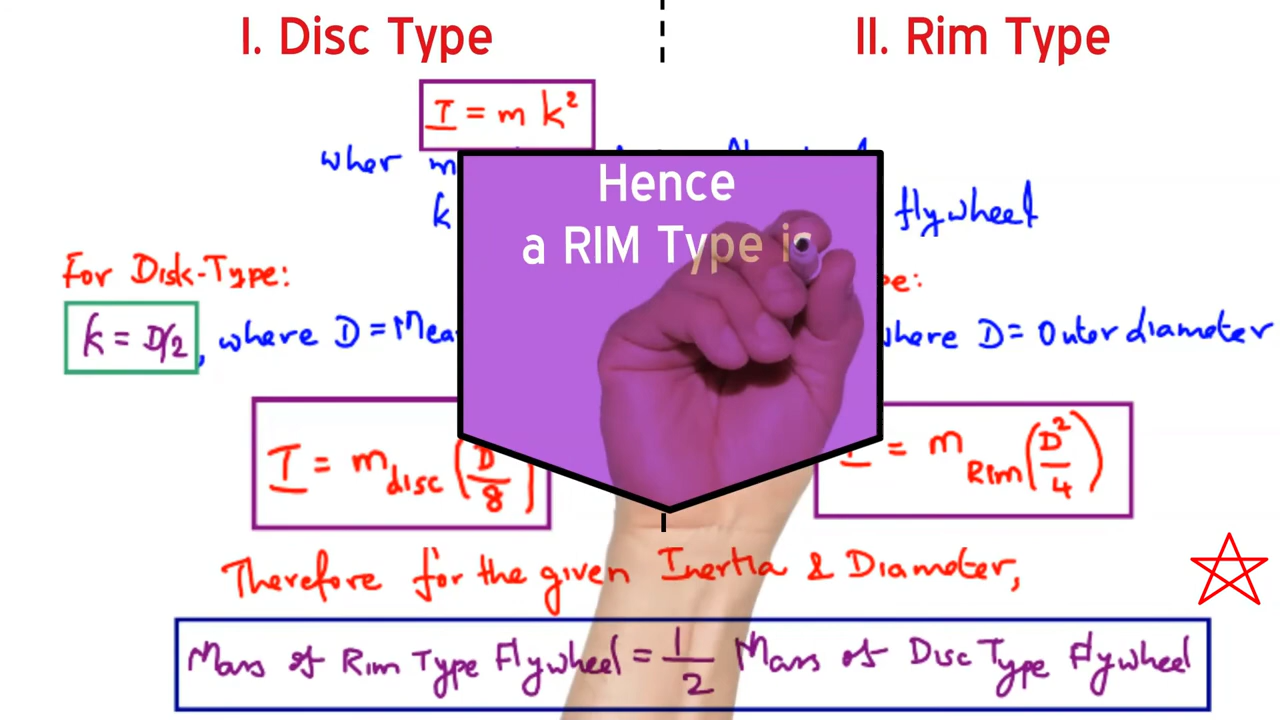 I. Disc Type
II. Rim Type
I = m k²
wher m
k flywheel
For Disk-Type:
pe:
k = D/2, where D = Mea
where D = Outer diameter
I = m disc (D/8)
I = m Rim (D²/4)
Hence
a RIM Type is
Therefore for the given Inertia & Diameter,
Mass of Rim Type Flywheel = 1/2 Mass of Disc Type Flywheel